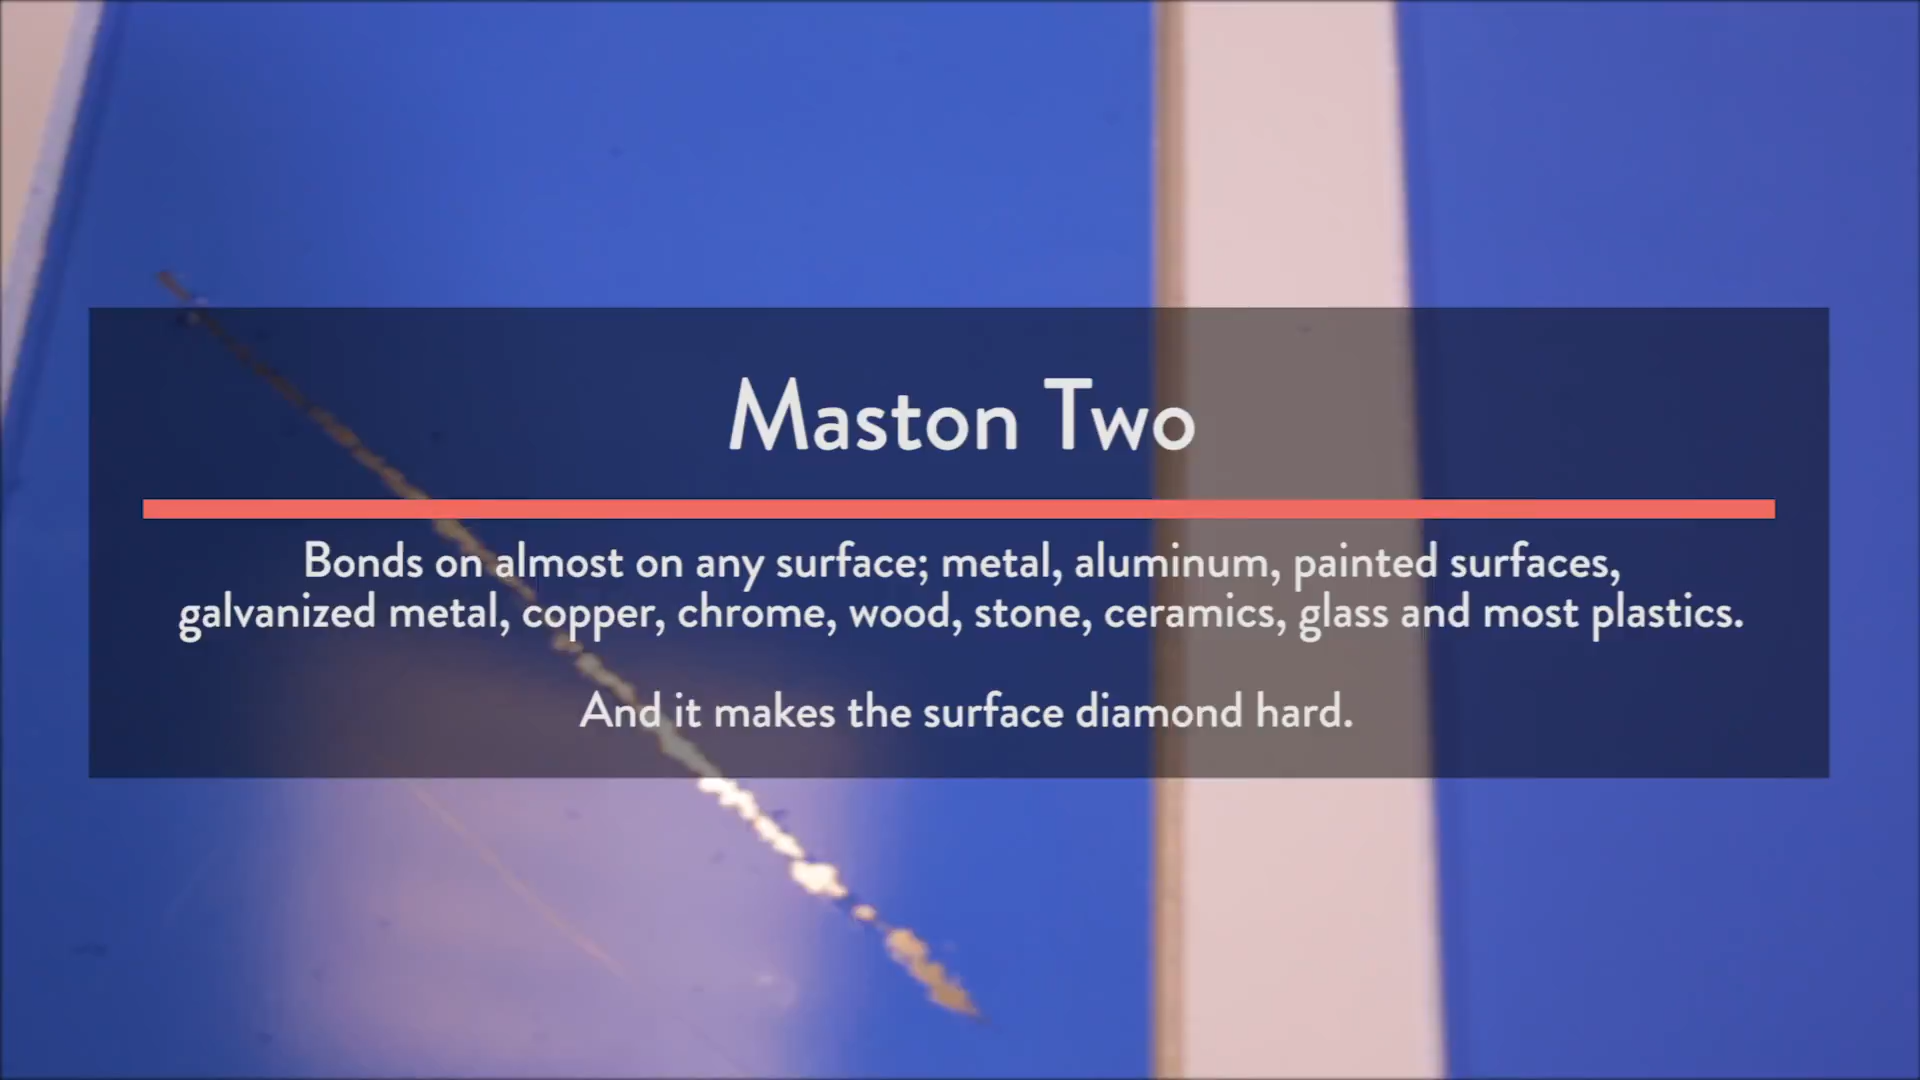 Maston Two
Bonds on almost on any surface; metal, aluminum, painted surfaces,
galvanized metal, copper, chrome, wood, stone, ceramics, glass and most plastics.
And it makes the surface diamond hard.